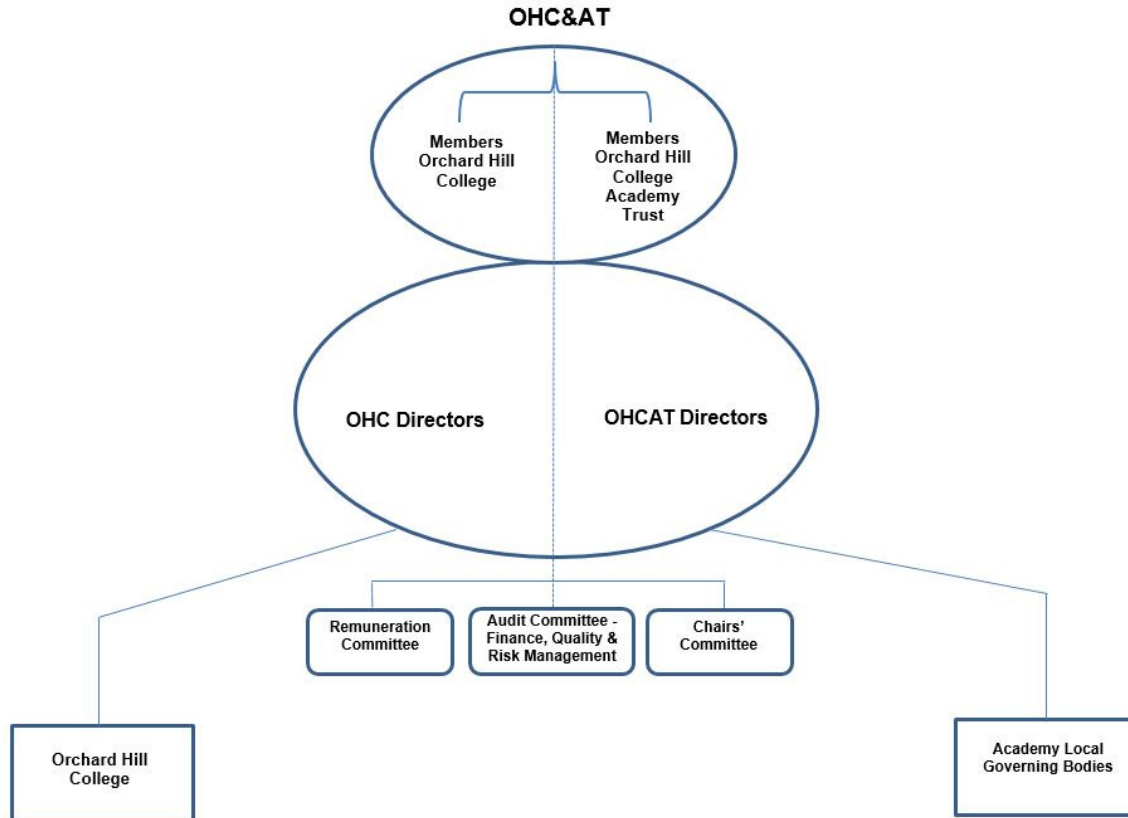 OHC&AT
Members
Orchard Hill
College
Members
Orchard Hill
College
Academy
Trust
OHC Directors
OHCAT Directors
Remuneration
Committee
Audit Committee -
Finance, Quality &
Risk Management
Chairs'
Committee
Orchard Hill
College
Academy Local
Governing Bodies